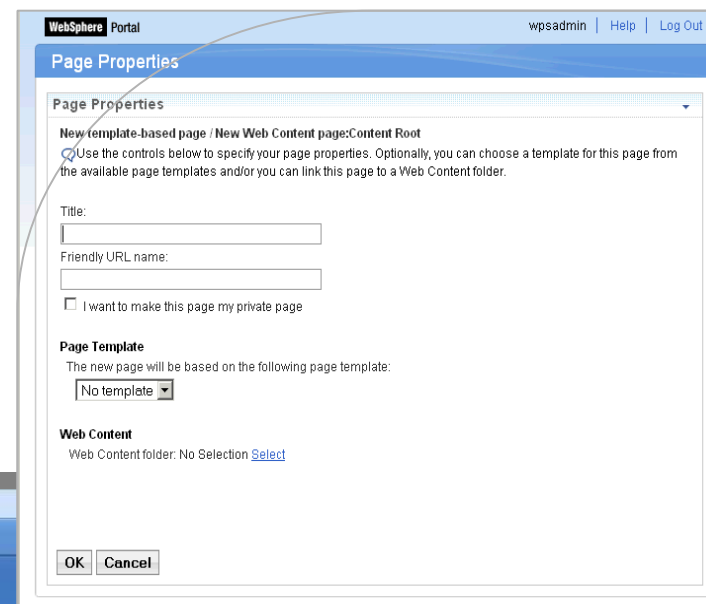 WebSphere Portal
wpsadmin | Help | Log Out
Page Properties
Page Properties
New template-based page / New Web Content page:Content Root
Use the controls below to specify your page properties. Optionally, you can choose a template for this page from
the available page templates and/or you can link this page to a Web Content folder.
Title:
Friendly URL name:
I want to make this page my private page
Page Template
The new page will be based on the following page template:
No template
Web Content
Web Content folder: No Selection Select
OK Cancel